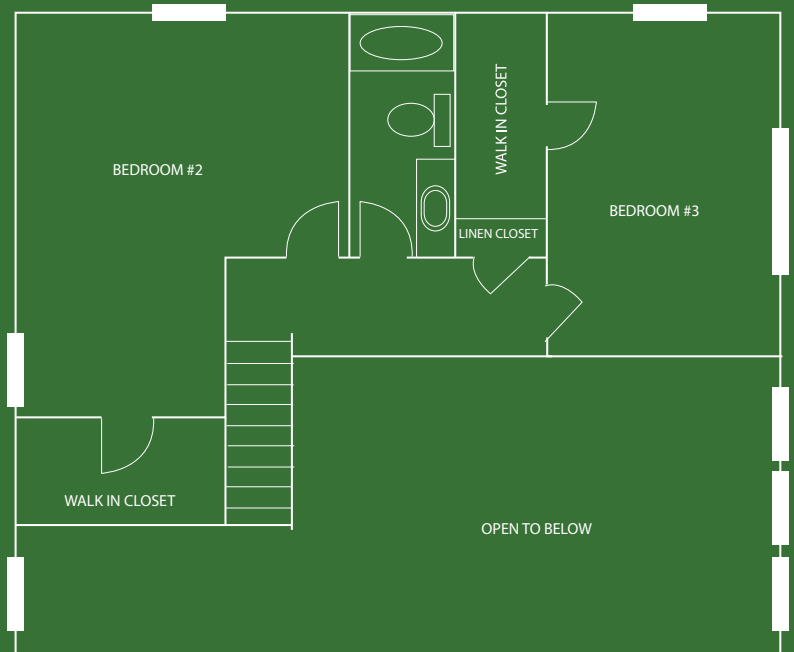 WALK IN CLOSET
BEDROOM #2
BEDROOM #3
LINEN CLOSET
WALK IN CLOSET
OPEN TO BELOW